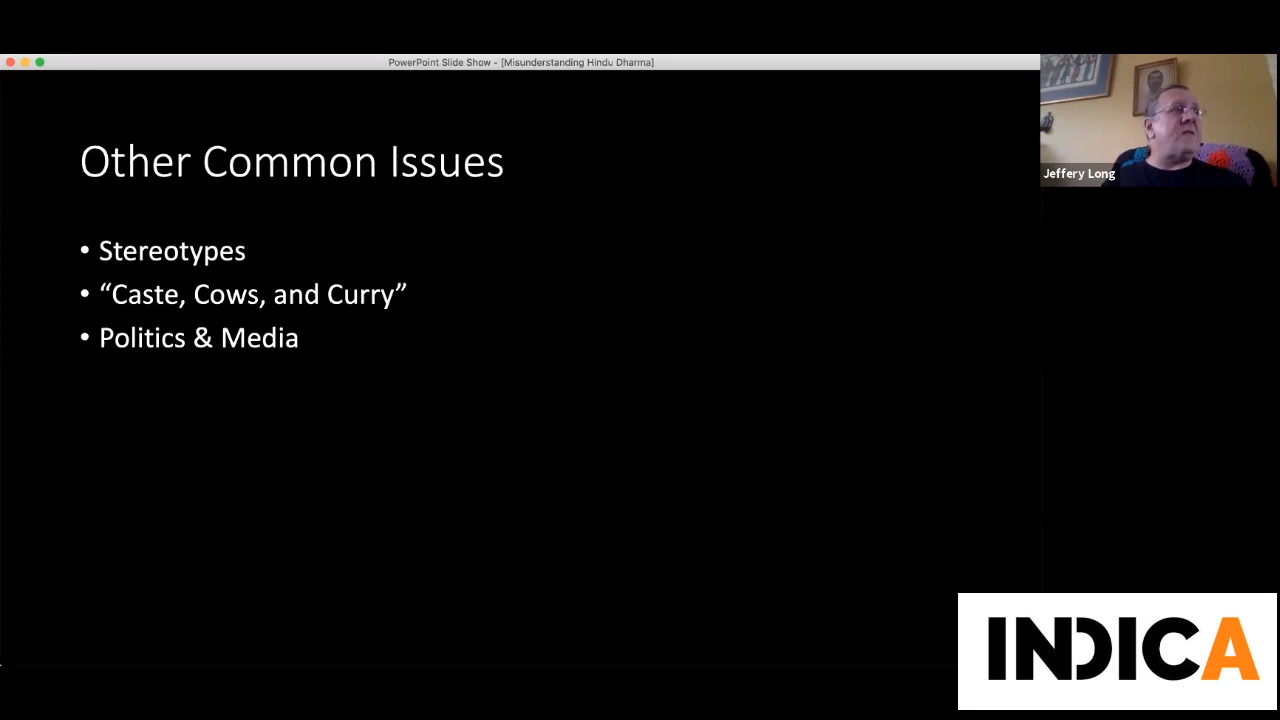 PowerPoint Slide Show - [Misunderstanding Hindu Dharma]
Other Common Issues
• Stereotypes
• “Caste, Cows, and Curry”
• Politics & Media
Jeffery Long
INDICA